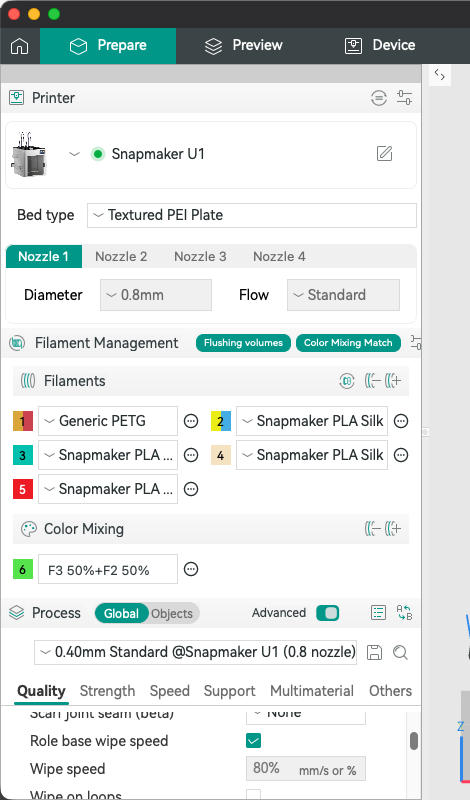 Prepare
Preview
Device
Printer
Snapmaker U1
Bed type
Textured PEI Plate
Nozzle 1
Nozzle 2
Nozzle 3
Nozzle 4
Diameter
0.8mm
Flow
Standard
Filament Management
Flushing volumes
Color Mixing Match
Filaments
1
Generic PETG
2
Snapmaker PLA Silk
3
Snapmaker PLA ...
4
Snapmaker PLA Silk
5
Snapmaker PLA ...
Color Mixing
6
F3 50%+F2 50%
Process
Global
Objects
Advanced
0.40mm Standard @Snapmaker U1 (0.8 nozzle)
Quality
Strength
Speed
Support
Multimaterial
Others
Scarf joint seam (beta)
None
Role base wipe speed
Wipe speed
80%
mm/s or %
Wipe on loops
Z